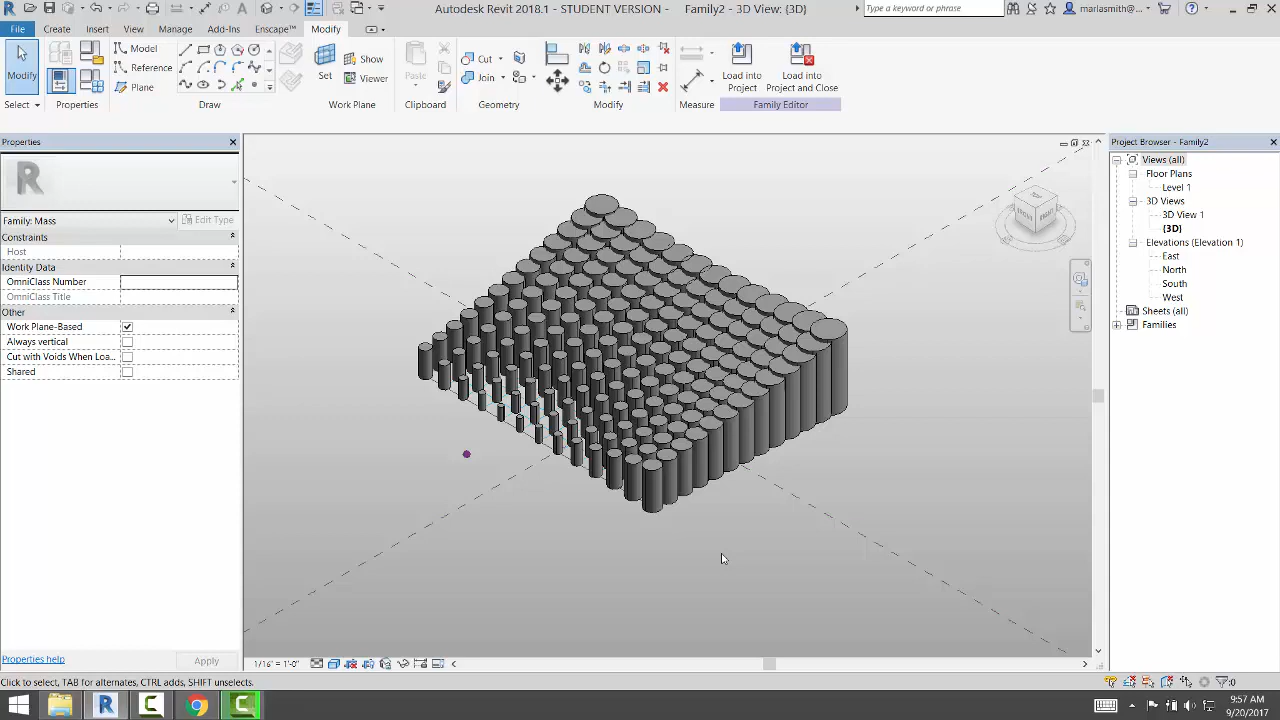 Autodesk Revit 2018.1 - STUDENT VERSION - Family2 - 3D View: {3D}
Type a keyword or phrase
marlasmith@...
File Create Insert View Manage Add-Ins Enscape™ Modify
Modify
Model
Reference
Plane
Set
Show
Viewer
Paste
Cut
Join
Load into
Project
Load into
Project and Close
Select Properties Draw Work Plane Clipboard Geometry Modify Measure Family Editor
Properties
R
Family: Mass
Edit Type
Constraints
Host
Identity Data
OmniClass Number
OmniClass Title
Other
Work Plane-Based
Always vertical
Cut with Voids When Loa...
Shared
Properties help
Apply
1/16" = 1'-0"
Project Browser - Family2
Views (all)
Floor Plans
Level 1
3D Views
3D View 1
{3D}
Elevations (Elevation 1)
East
North
South
West
Sheets (all)
Families
Click to select, TAB for alternates, CTRL adds, SHIFT unselects.
:0
9:57 AM
9/20/2017